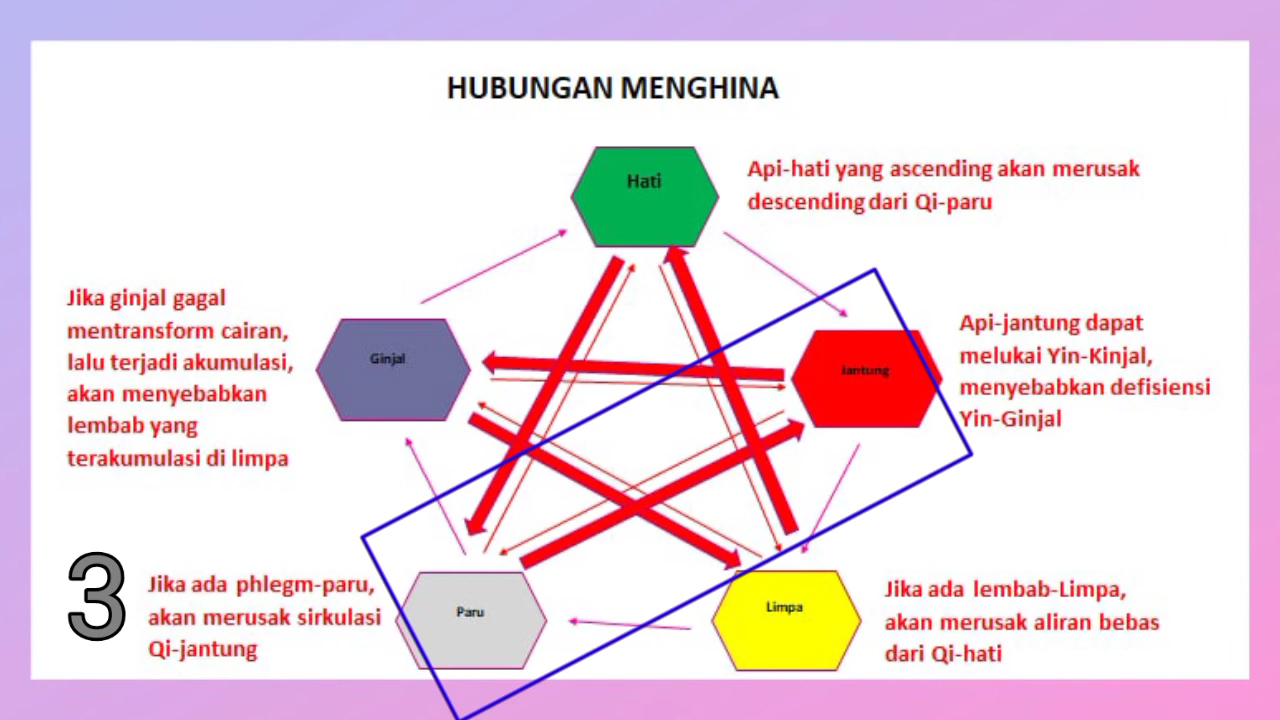 HUBUNGAN MENGHINA
Hati
Api-hati yang ascending akan merusak
descending dari Qi-paru
Jika ginjal gagal
mentransform cairan,
lalu terjadi akumulasi,
akan menyebabkan
lembab yang
terakumulasi di limpa
Ginjal
Jantung
Api-jantung dapat
melukai Yin-Kinjal,
menyebabkan defisiensi
Yin-Ginjal
3
Jika ada phlegm-paru,
akan merusak sirkulasi
Qi-jantung
Paru
Limpa
Jika ada lembab-Limpa,
akan merusak aliran bebas
dari Qi-hati